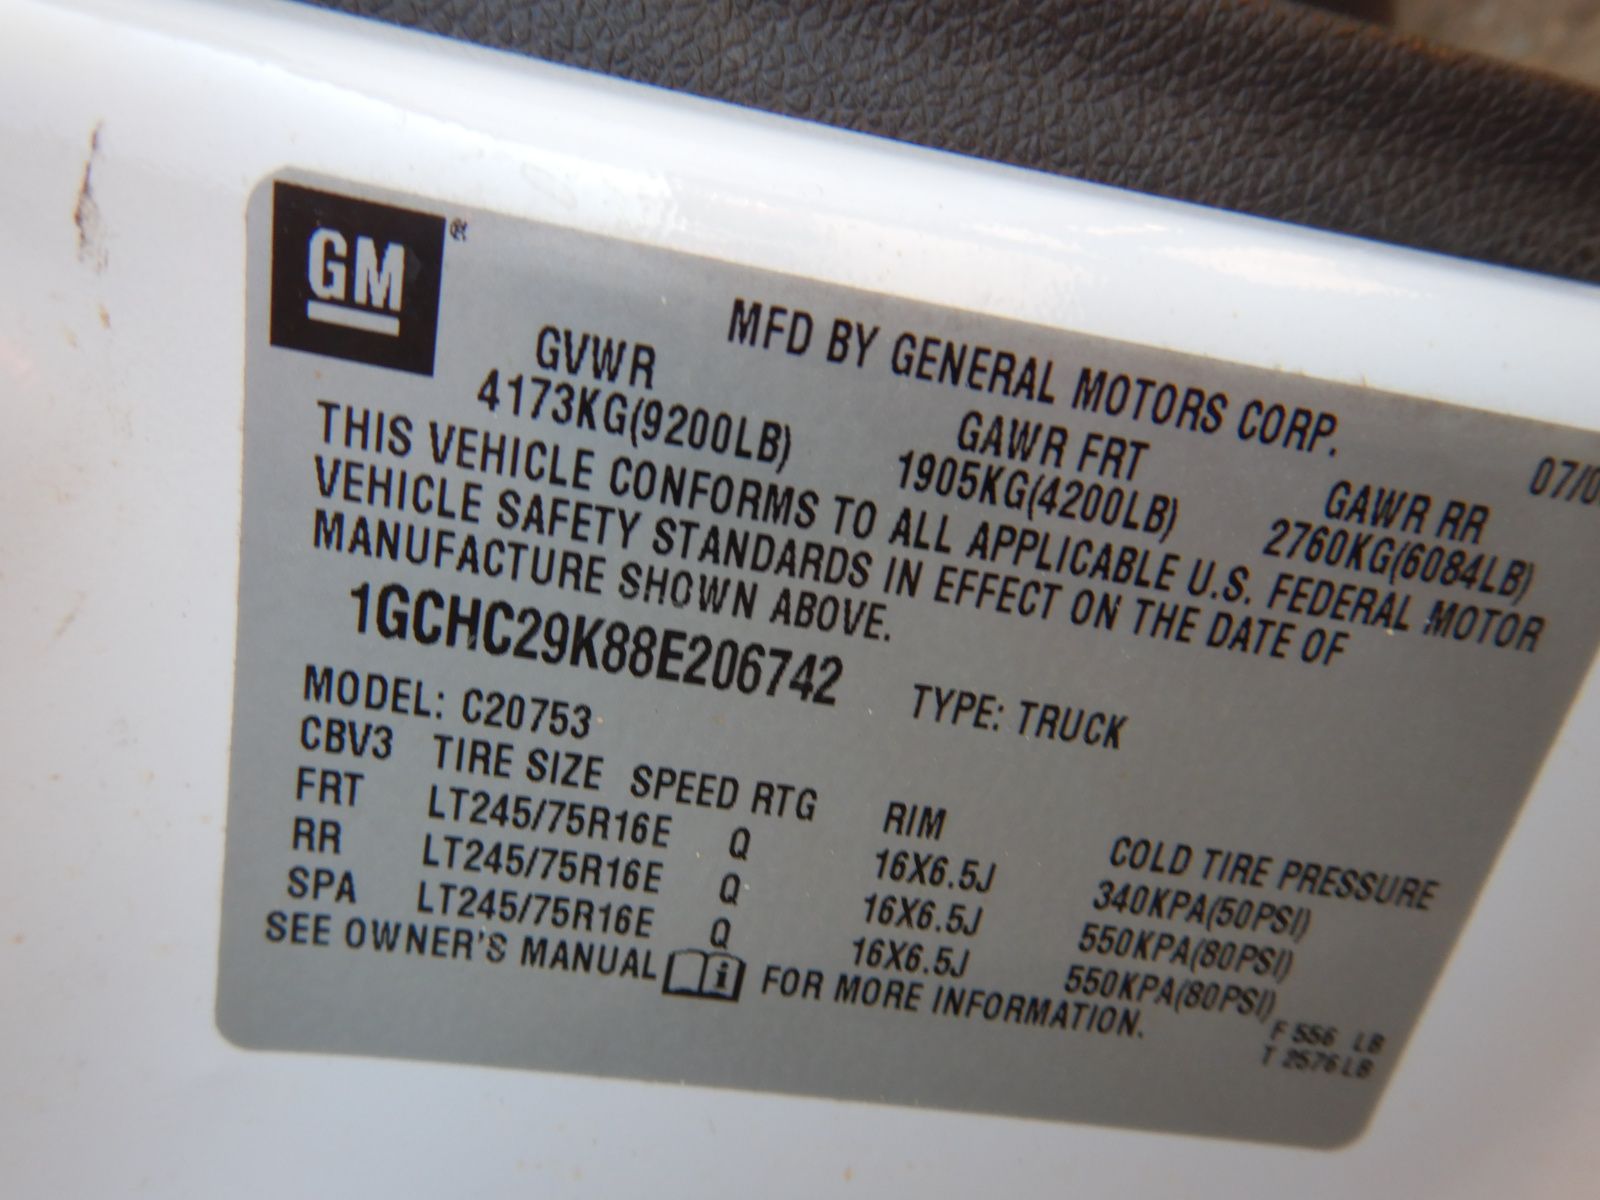 GM
MFD BY GENERAL MOTORS CORP. 07/0
GVWR GAWR FRT GAWR RR
4173KG(9200LB) 1905KG(4200LB) 2760KG(6084LB)
THIS VEHICLE CONFORMS TO ALL APPLICABLE U.S. FEDERAL MOTOR
VEHICLE SAFETY STANDARDS IN EFFECT ON THE DATE OF
MANUFACTURE SHOWN ABOVE.
1GCHC29K88E206742 TYPE: TRUCK
MODEL: C20753
CBV3 TIRE SIZE SPEED RTG RIM COLD TIRE PRESSURE
FRT LT245/75R16E Q 16X6.5J 340KPA(50PSI)
RR LT245/75R16E Q 16X6.5J 550KPA(80PSI)
SPA LT245/75R16E Q 16X6.5J 550KPA(80PSI)
SEE OWNER'S MANUAL FOR MORE INFORMATION.
F 556 LB
T 2576 LB